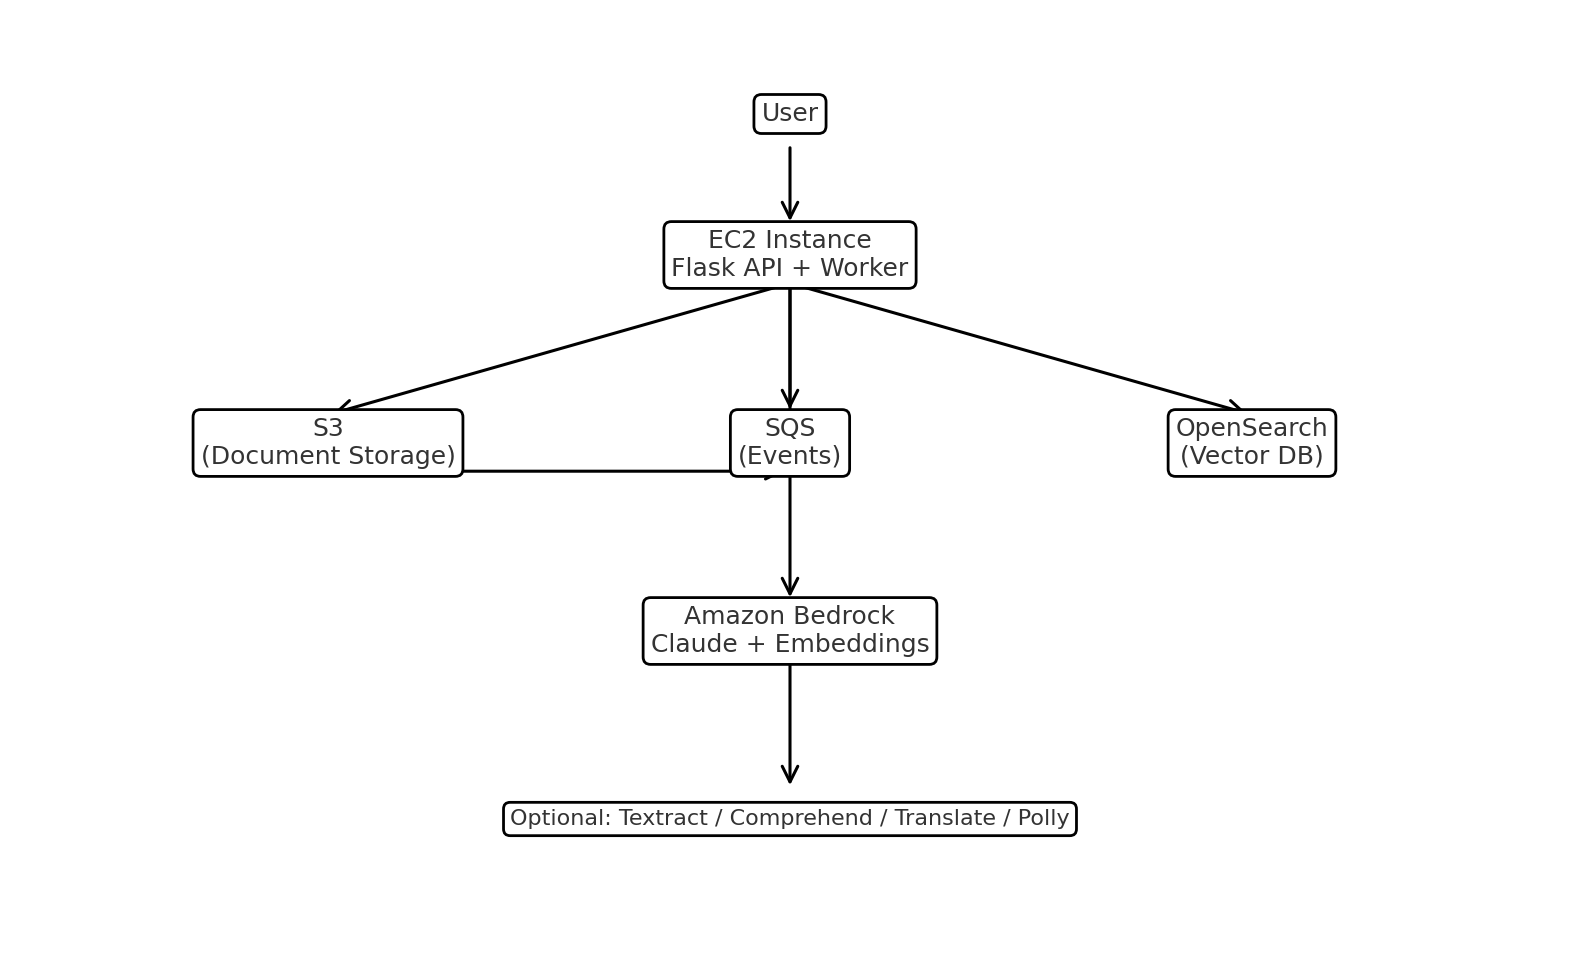 User
EC2 Instance
Flask API + Worker
S3
(Document Storage)
SQS
(Events)
OpenSearch
(Vector DB)
Amazon Bedrock
Claude + Embeddings
Optional: Textract / Comprehend / Translate / Polly